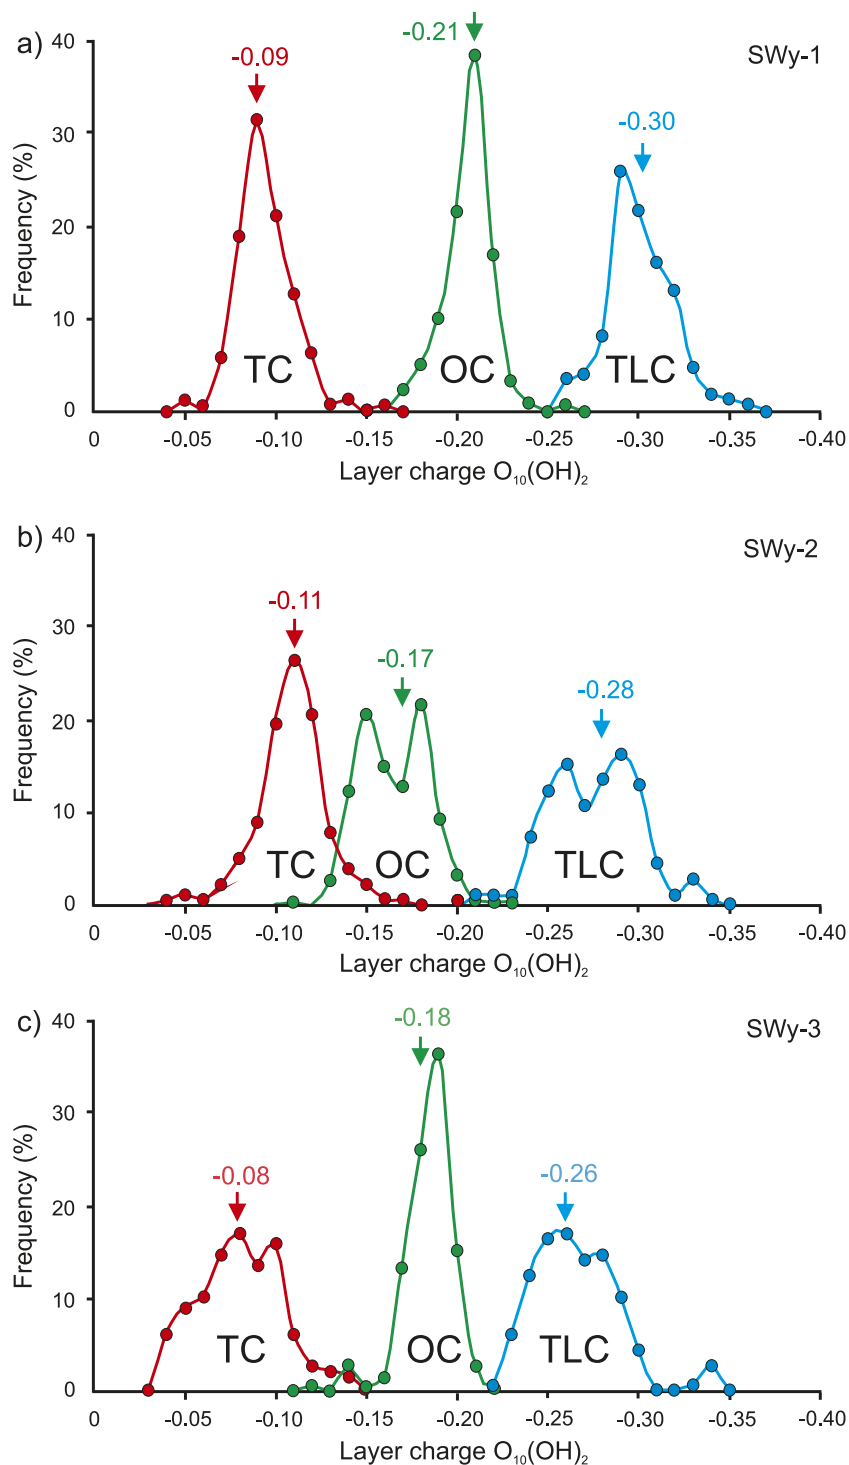 a)
SWy-1
-0.09
-0.21
-0.30
Frequency (%)
40
30
20
10
0
TC
OC
TLC
0 -0.05 -0.10 -0.15 -0.20 -0.25 -0.30 -0.35 -0.40
Layer charge O₁₀(OH)₂
b)
SWy-2
-0.11
-0.17
-0.28
Frequency (%)
40
30
20
10
0
TC
OC
TLC
0 -0.05 -0.10 -0.15 -0.20 -0.25 -0.30 -0.35 -0.40
Layer charge O₁₀(OH)₂
c)
SWy-3
-0.08
-0.18
-0.26
Frequency (%)
40
30
20
10
0
TC
OC
TLC
0 -0.05 -0.10 -0.15 -0.20 -0.25 -0.30 -0.35 -0.40
Layer charge O₁₀(OH)₂